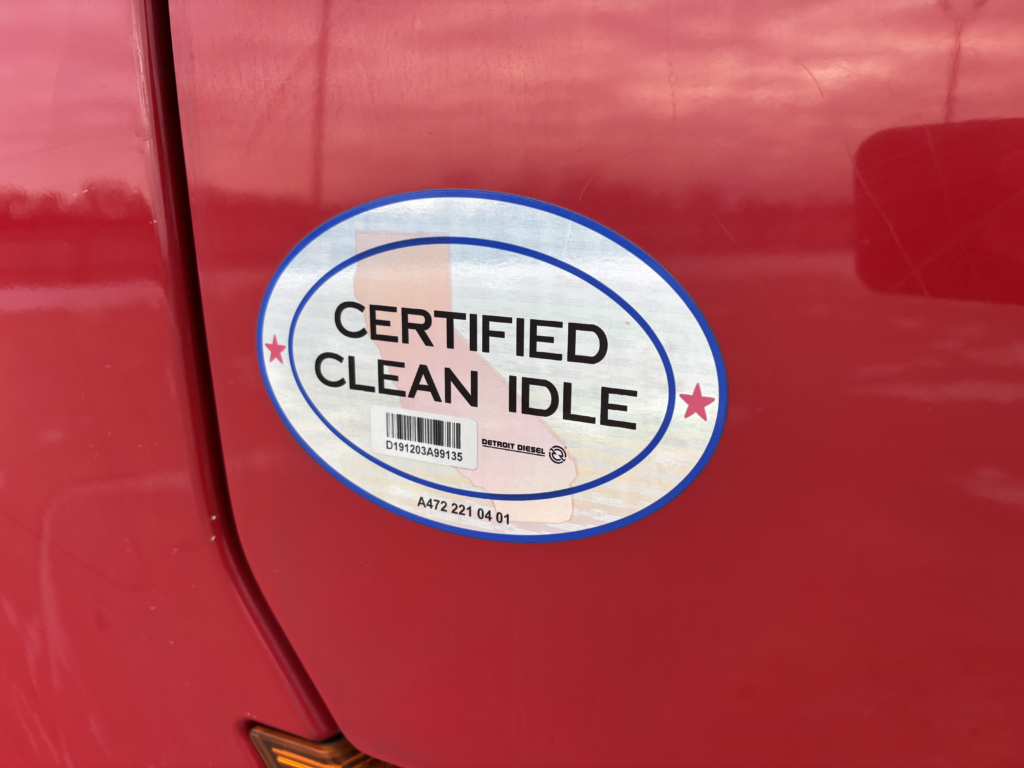 CERTIFIED
CLEAN IDLE
D191203A99135
DETROIT DIESEL
A472 221 04 01